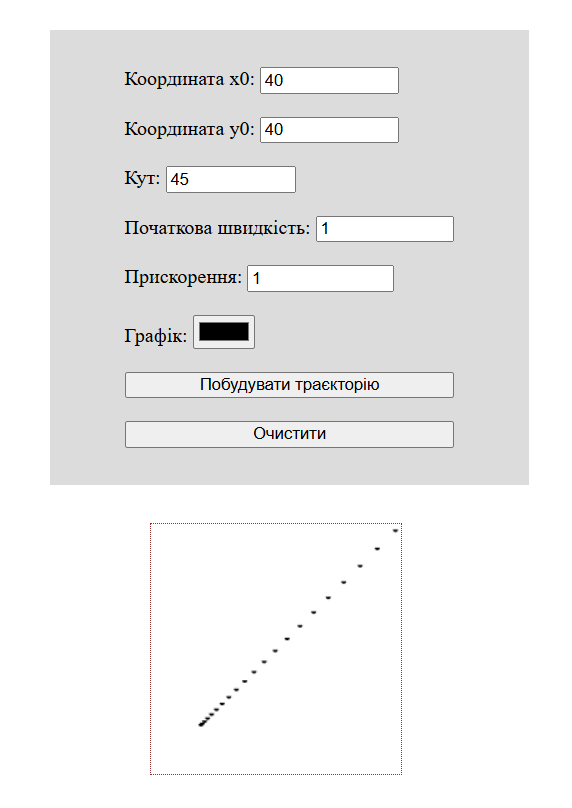 Координата x0: 40
Координата y0: 40
Кут: 45
Початкова швидкість: 1
Прискорення: 1
Графік:
Побудувати траєкторію
Очистити